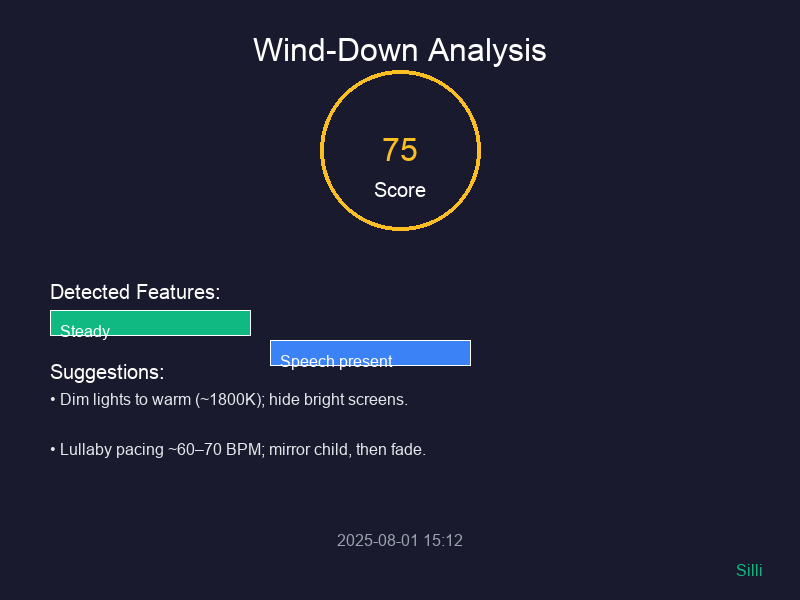 Wind-Down Analysis
75
Score
Detected Features:
Steady
Speech present
Suggestions:
• Dim lights to warm (~1800K); hide bright screens.
• Lullaby pacing ~60–70 BPM; mirror child, then fade.
2025-08-01 15:12
Silli